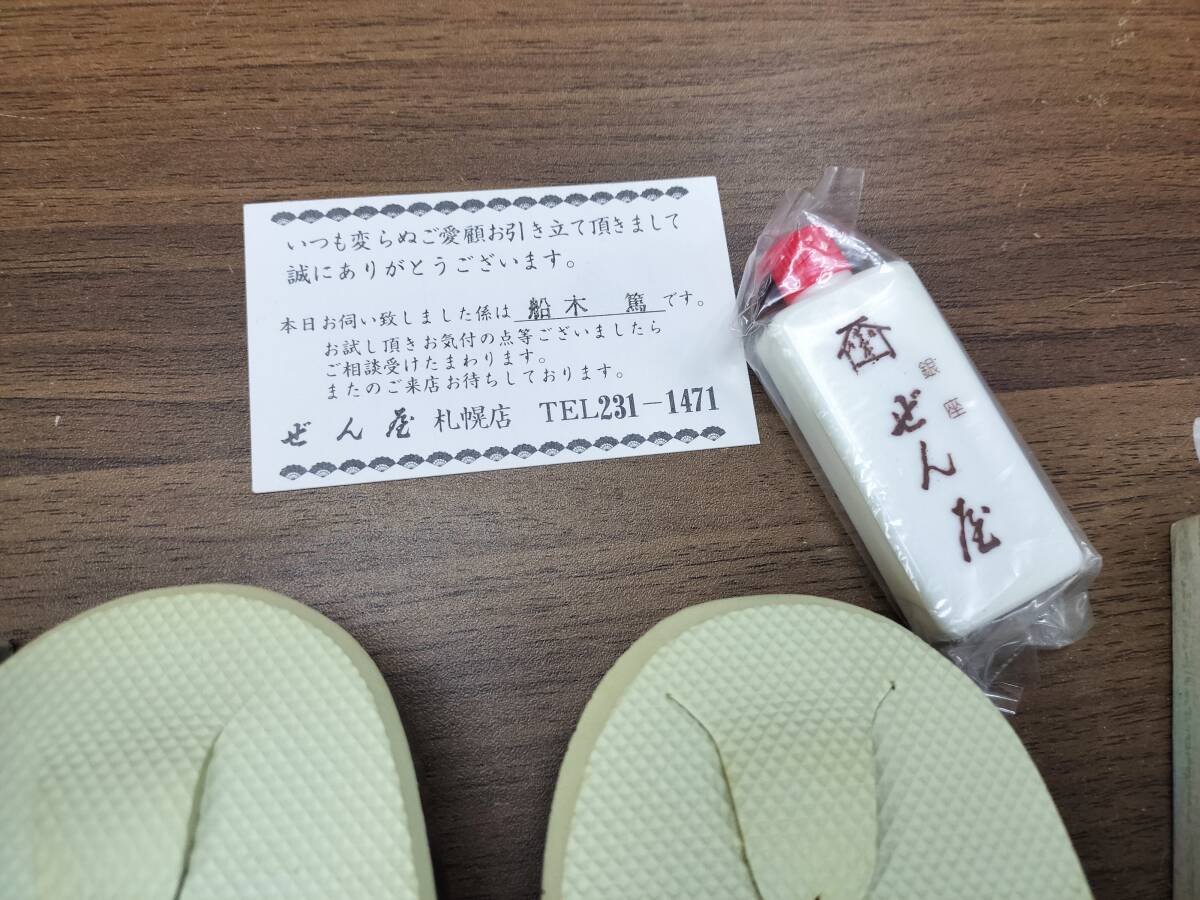 いつも変らぬご愛顧お引き立て頂きまして
誠にありがとうございます。
本日お伺い致しました係は 船木 篤 です。
お試し頂きお気付の点等ございましたら
ご相談受けたまわります。
またのご来店お待ちしております。
ぜん屋 札幌店 TEL231-1471
銀座
ぜん屋